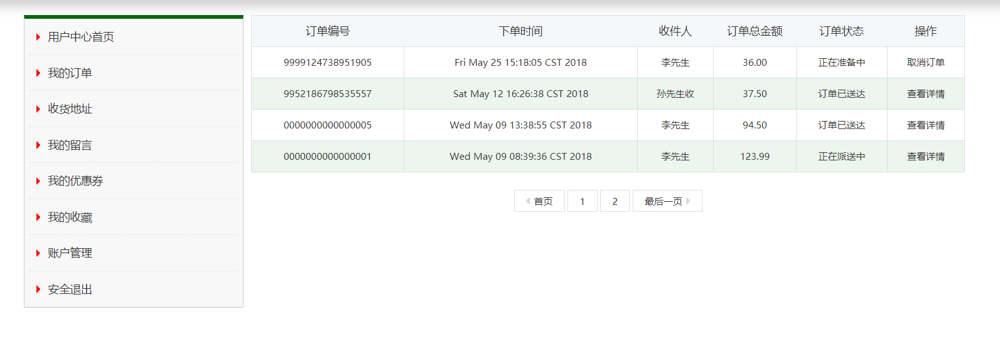 用户中心首页
我的订单
收货地址
我的留言
我的优惠券
我的收藏
账户管理
安全退出
订单编号 下单时间 收件人 订单总金额 订单状态 操作
9999124738951905 Fri May 25 15:18:05 CST 2018 李先生 36.00 正在准备中 取消订单
9952186798535557 Sat May 12 16:26:38 CST 2018 孙先生收 37.50 订单已送达 查看详情
0000000000000005 Wed May 09 13:38:55 CST 2018 李先生 94.50 订单已送达 查看详情
0000000000000001 Wed May 09 08:39:36 CST 2018 李先生 123.99 正在派送中 查看详情
首页 1 2 最后一页